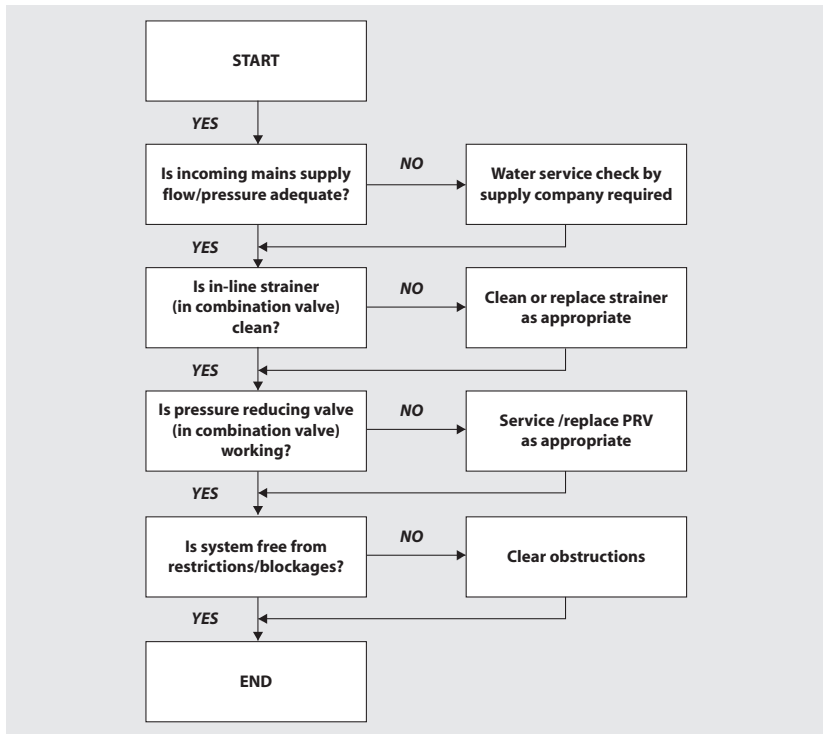 START
YES
Is incoming mains supply
flow/pressure adequate?
NO
Water service check by
supply company required
YES
Is in-line strainer
(in combination valve)
clean?
NO
Clean or replace strainer
as appropriate
YES
Is pressure reducing valve
(in combination valve)
working?
NO
Service /replace PRV
as appropriate
YES
Is system free from
restrictions/blockages?
NO
Clear obstructions
YES
END